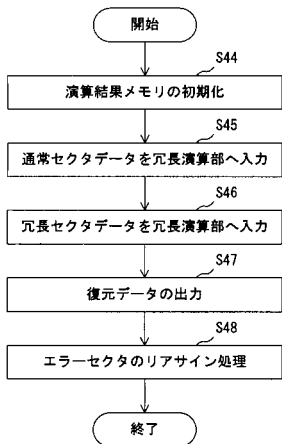 開始
S44
演算結果メモリの初期化
S45
通常セクタデータを冗長演算部へ入力
S46
冗長セクタデータを冗長演算部へ入力
S47
復元データの出力
S48
エラーセクタのリアサイン処理
終了